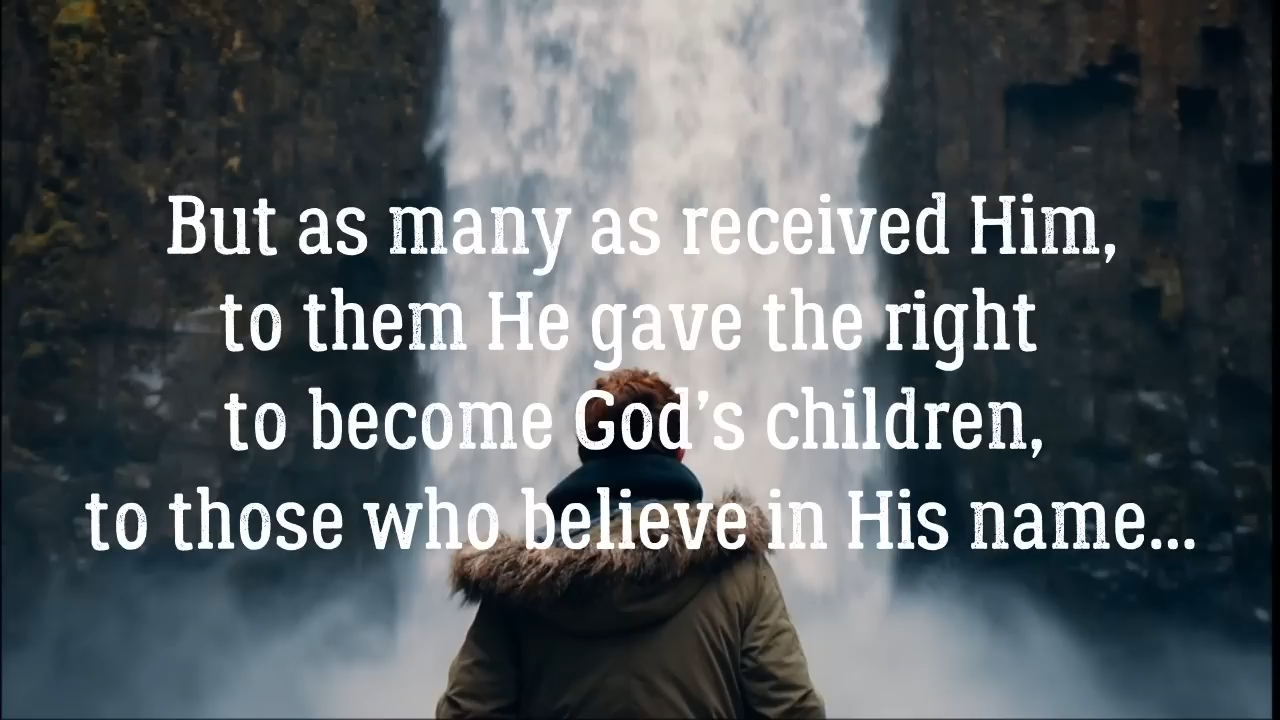 But as many as received Him,
to them He gave the right
to become God’s children,
to those who believe in His name...